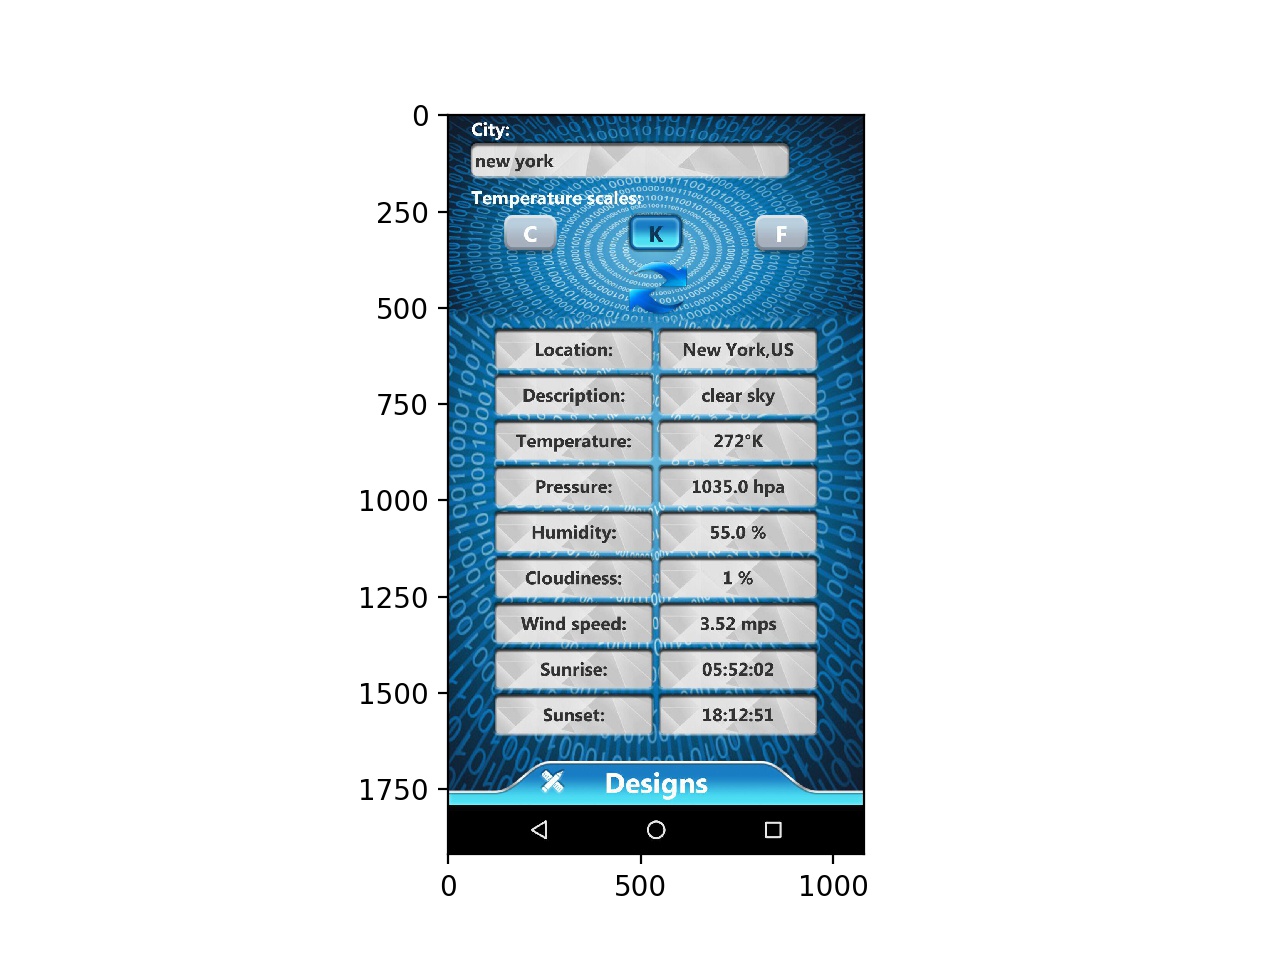 0
City:
new york
Temperature scales:
250
C K F
500
Location: New York,US
Description: clear sky
750
Temperature: 272°K
Pressure: 1035.0 hpa
1000
Humidity: 55.0 %
Cloudiness: 1 %
1250
Wind speed: 3.52 mps
Sunrise: 05:52:02
1500
Sunset: 18:12:51
Designs
1750
0 500 1000